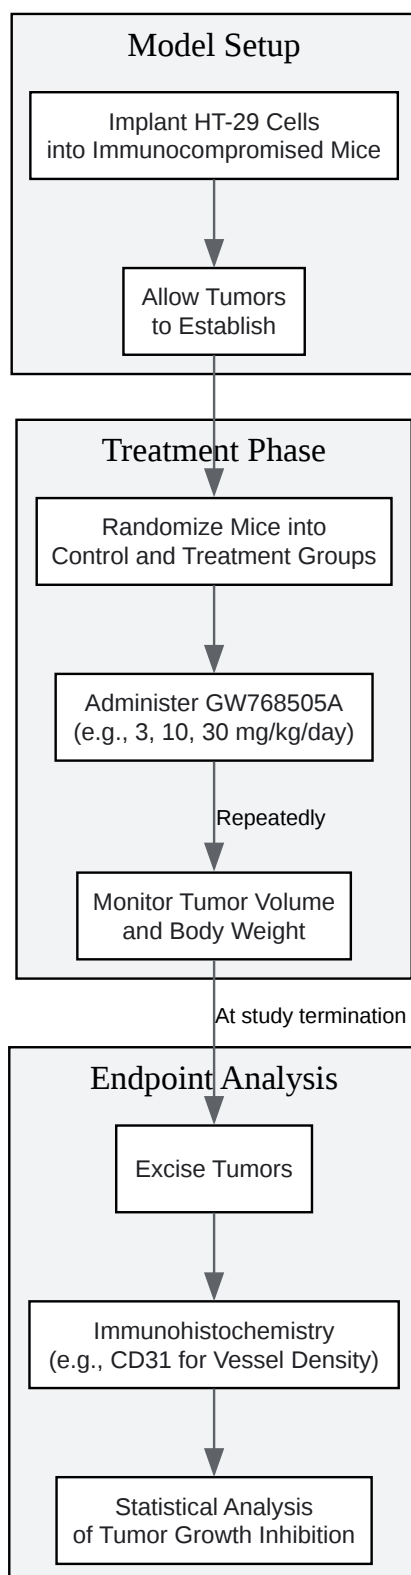 Model Setup
Implant HT-29 Cells
into Immunocompromised Mice
Allow Tumors
to Establish
Treatment Phase
Randomize Mice into
Control and Treatment Groups
Administer GW768505A
(e.g., 3, 10, 30 mg/kg/day)
Repeatedly
Monitor Tumor Volume
and Body Weight
At study termination
Endpoint Analysis
Excise Tumors
Immunohistochemistry
(e.g., CD31 for Vessel Density)
Statistical Analysis
of Tumor Growth Inhibition